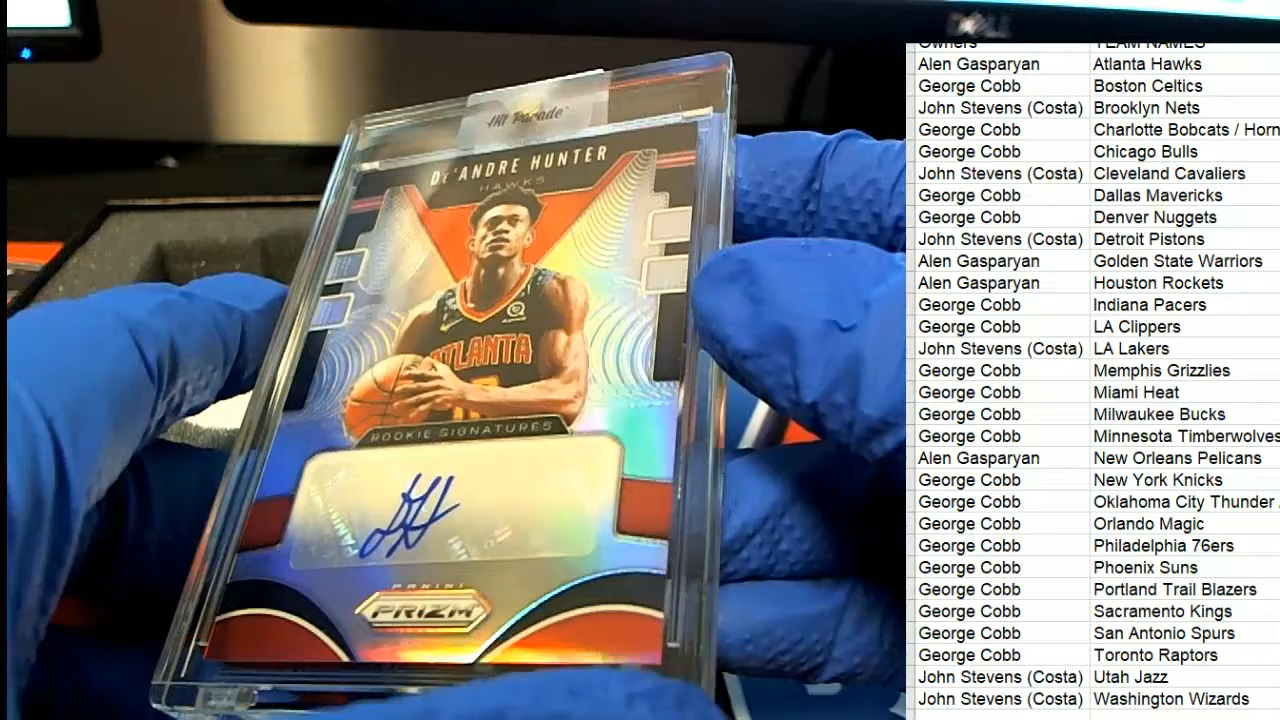 DELL
Hit Parade
DE'ANDRE HUNTER
HAWKS
ATLANTA
ROOKIE SIGNATURES
PANINI
PRIZM
Owners TEAM NAMES
Alen Gasparyan Atlanta Hawks
George Cobb Boston Celtics
John Stevens (Costa) Brooklyn Nets
George Cobb Charlotte Bobcats / Horn
George Cobb Chicago Bulls
John Stevens (Costa) Cleveland Cavaliers
George Cobb Dallas Mavericks
George Cobb Denver Nuggets
John Stevens (Costa) Detroit Pistons
Alen Gasparyan Golden State Warriors
Alen Gasparyan Houston Rockets
George Cobb Indiana Pacers
George Cobb LA Clippers
John Stevens (Costa) LA Lakers
George Cobb Memphis Grizzlies
George Cobb Miami Heat
George Cobb Milwaukee Bucks
George Cobb Minnesota Timberwolves
Alen Gasparyan New Orleans Pelicans
George Cobb New York Knicks
George Cobb Oklahoma City Thunder /
George Cobb Orlando Magic
George Cobb Philadelphia 76ers
George Cobb Phoenix Suns
George Cobb Portland Trail Blazers
George Cobb Sacramento Kings
George Cobb San Antonio Spurs
George Cobb Toronto Raptors
John Stevens (Costa) Utah Jazz
John Stevens (Costa) Washington Wizards